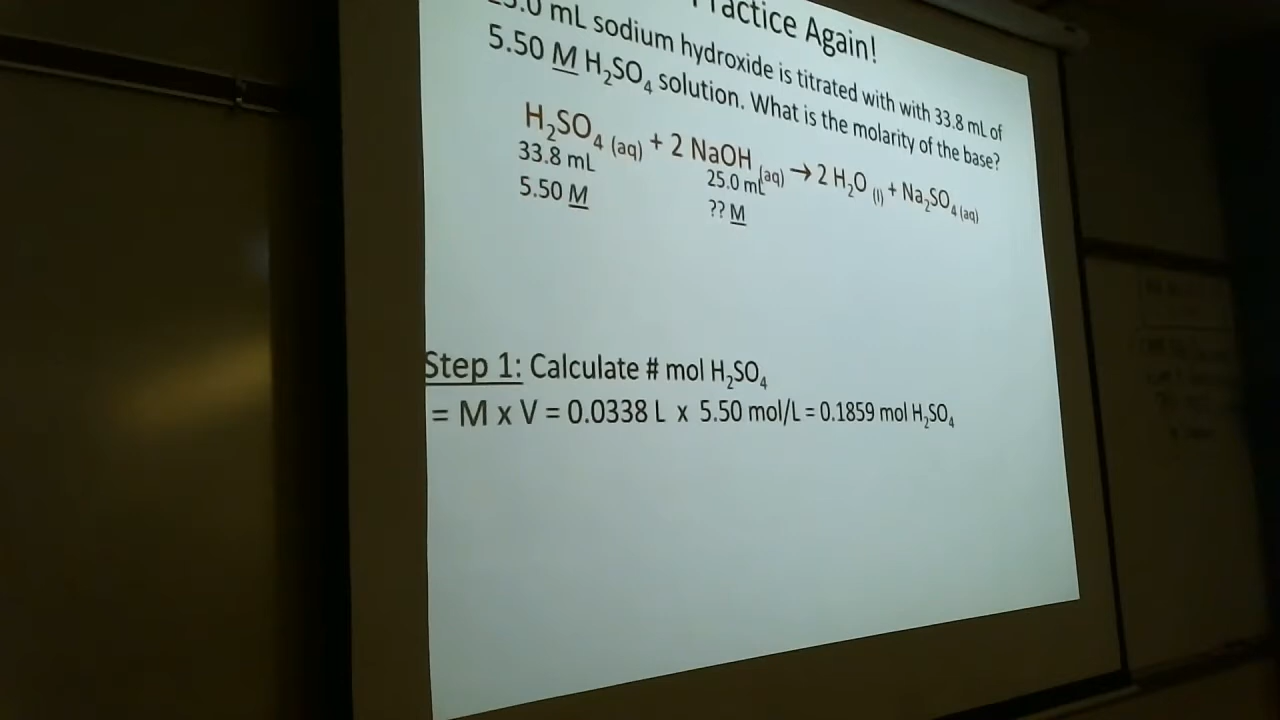 Practice Again!
mL sodium hydroxide is titrated with with 33.8 mL of
5.50 M H₂SO₄ solution. What is the molarity of the base?
H₂SO₄ (aq) + 2 NaOH (aq) → 2 H₂O (l) + Na₂SO₄ (aq)
33.8 mL 25.0 mL
5.50 M ?? M
Step 1: Calculate # mol H₂SO₄
= M x V = 0.0338 L x 5.50 mol/L = 0.1859 mol H₂SO₄